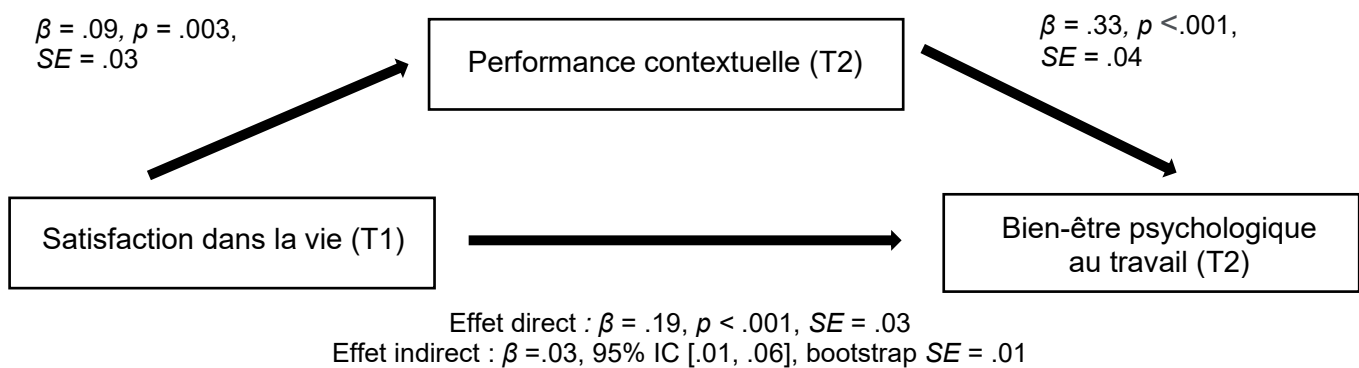 β = .09, p = .003,
SE = .03
Performance contextuelle (T2)
β = .33, p <.001,
SE = .04
Satisfaction dans la vie (T1)
Bien-être psychologique
au travail (T2)
Effet direct : β = .19, p < .001, SE = .03
Effet indirect : β =.03, 95% IC [.01, .06], bootstrap SE = .01